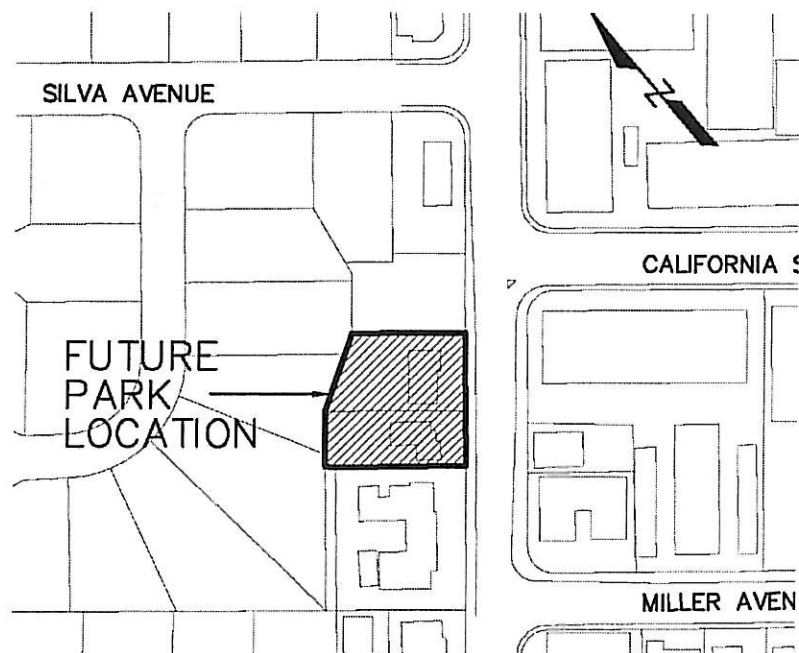 SILVA AVENUE
N
CALIFORNIA S
FUTURE
PARK
LOCATION
MILLER AVEN